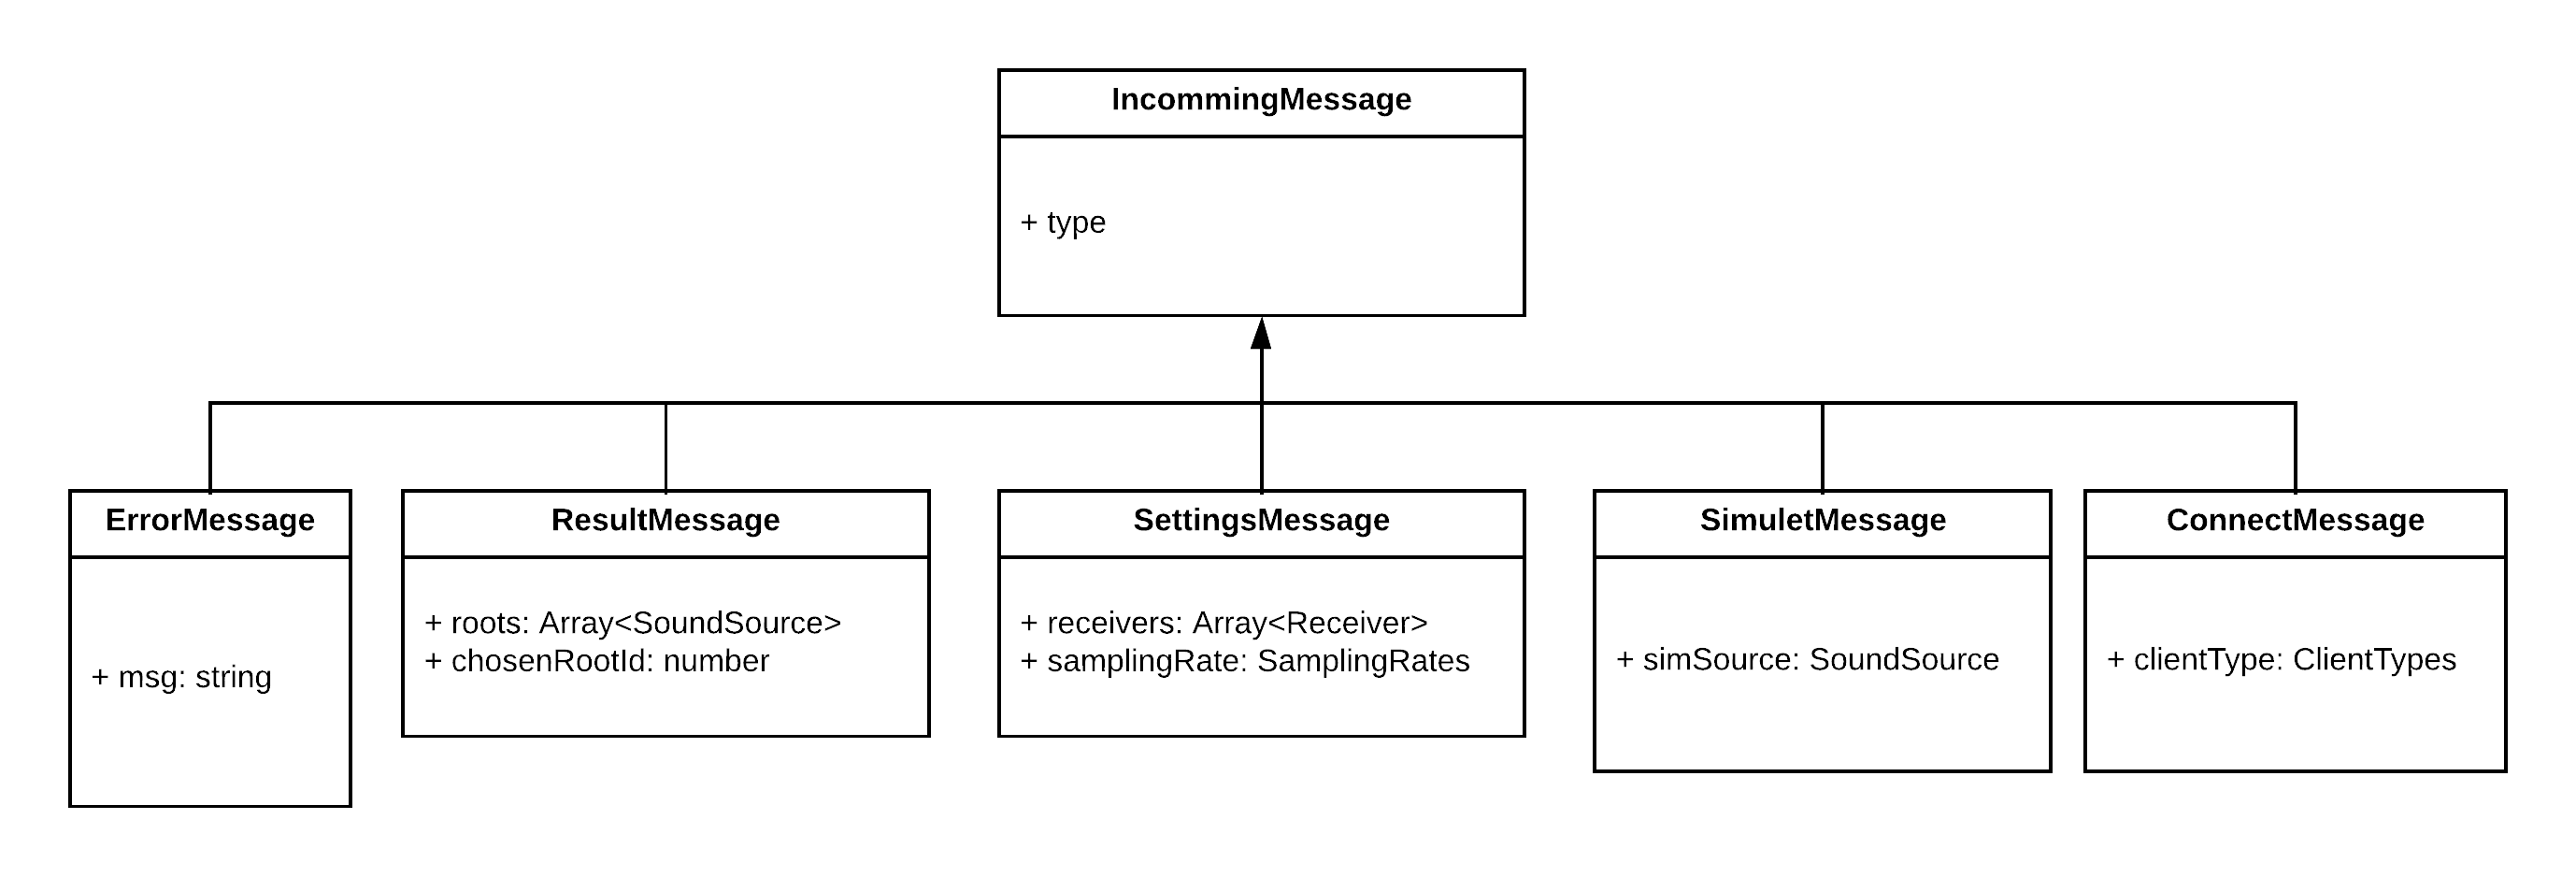 IncommingMessage
+ type
ErrorMessage
+ msg: string
ResultMessage
+ roots: Array<SoundSource>
+ chosenRootId: number
SettingsMessage
+ receivers: Array<Receiver>
+ samplingRate: SamplingRates
SimuletMessage
+ simSource: SoundSource
ConnectMessage
+ clientType: ClientTypes